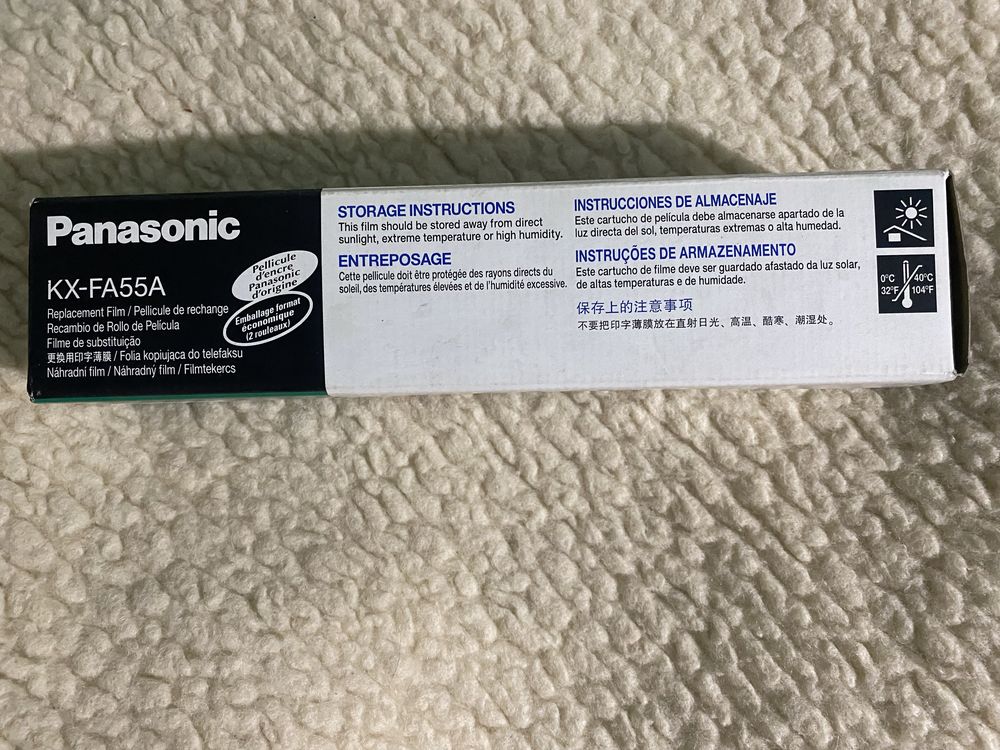 Panasonic
KX-FA55A
Pellicule
d'encre
Panasonic
d'origine
Emballage format
économique
(2 rouleaux)
Replacement Film / Pellicule de rechange
Recambio de Rollo de Película
Filme de substituição
更换用印字薄膜 / Folia kopiująca do telefaksu
Náhradní film / Náhradný film / Filmtekercs
STORAGE INSTRUCTIONS
This film should be stored away from direct
sunlight, extreme temperature or high humidity.
ENTREPOSAGE
Cette pellicule doit être protégée des rayons directs du
soleil, des températures élevées et de l'humidité excessive.
INSTRUCCIONES DE ALMACENAJE
Este cartucho de película debe almacenarse apartado de la
luz directa del sol, temperaturas extremas o alta humedad.
INSTRUÇÕES DE ARMAZENAMENTO
Este cartucho de filme deve ser guardado afastado da luz solar,
de altas temperaturas e de humidade.
保存上的注意事项
不要把印字薄膜放在直射日光、高温、酷寒、潮湿处。
0°C 40°C
32°F 104°F